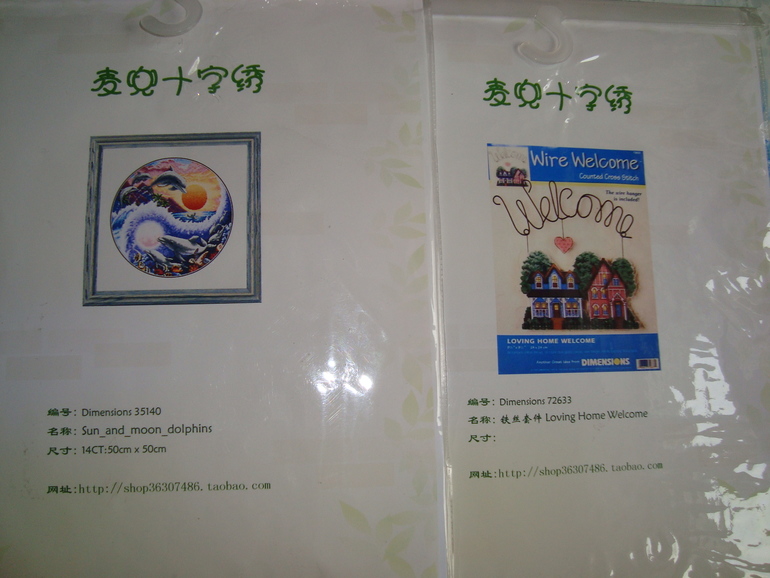 麦兜十字绣
编号: Dimensions 35140
名称: Sun_and_moon_dolphins
尺寸: 14CT:50cm x 50cm
网址:http://shop36307486.taobao.com
麦兜十字绣
Wire Welcome
Counted Cross Stitch
The wire hanger
is included!
Welcome
LOVING HOME WELCOME
DIMENSIONS
编号: Dimensions 72633
名称: 铁丝套件 Loving Home Welcome
尺寸:
网址:http://shop36307486.taobao.com